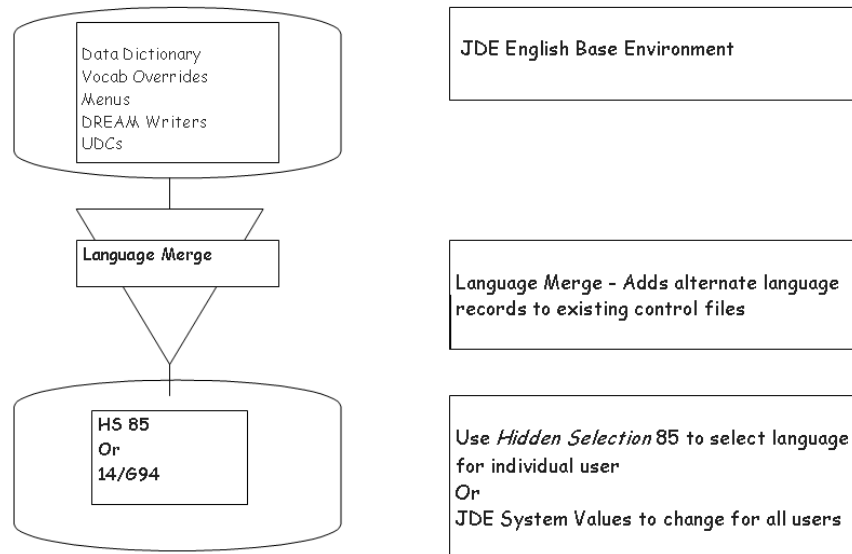 Data Dictionary
Vocab Overrides
Menus
DREAM Writers
UDCs
JDE English Base Environment
Language Merge
Language Merge - Adds alternate language
records to existing control files
HS 85
Or
14/G94
Use Hidden Selection 85 to select language
for individual user
Or
JDE System Values to change for all users